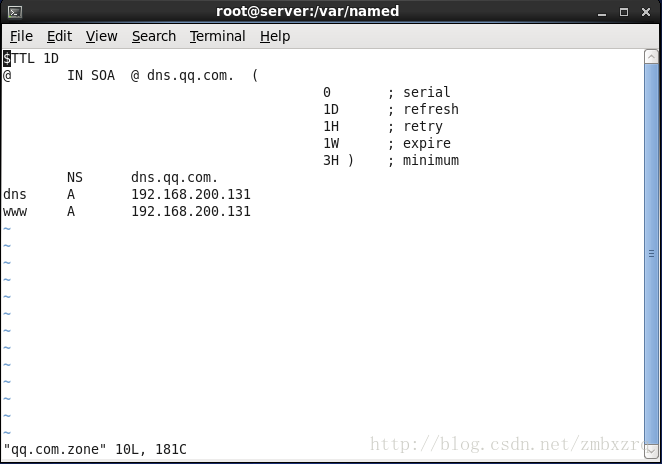 root@server:/var/named
File Edit View Search Terminal Help
$TTL 1D
@ IN SOA @ dns.qq.com. (
0 ; serial
1D ; refresh
1H ; retry
1W ; expire
3H ) ; minimum
NS dns.qq.com.
dns A 192.168.200.131
www A 192.168.200.131
~
~
~
~
~
~
~
~
~
~
~
~
~
"qq.com.zone" 10L, 181C
http://blog.csdn.net/zmbxzrq